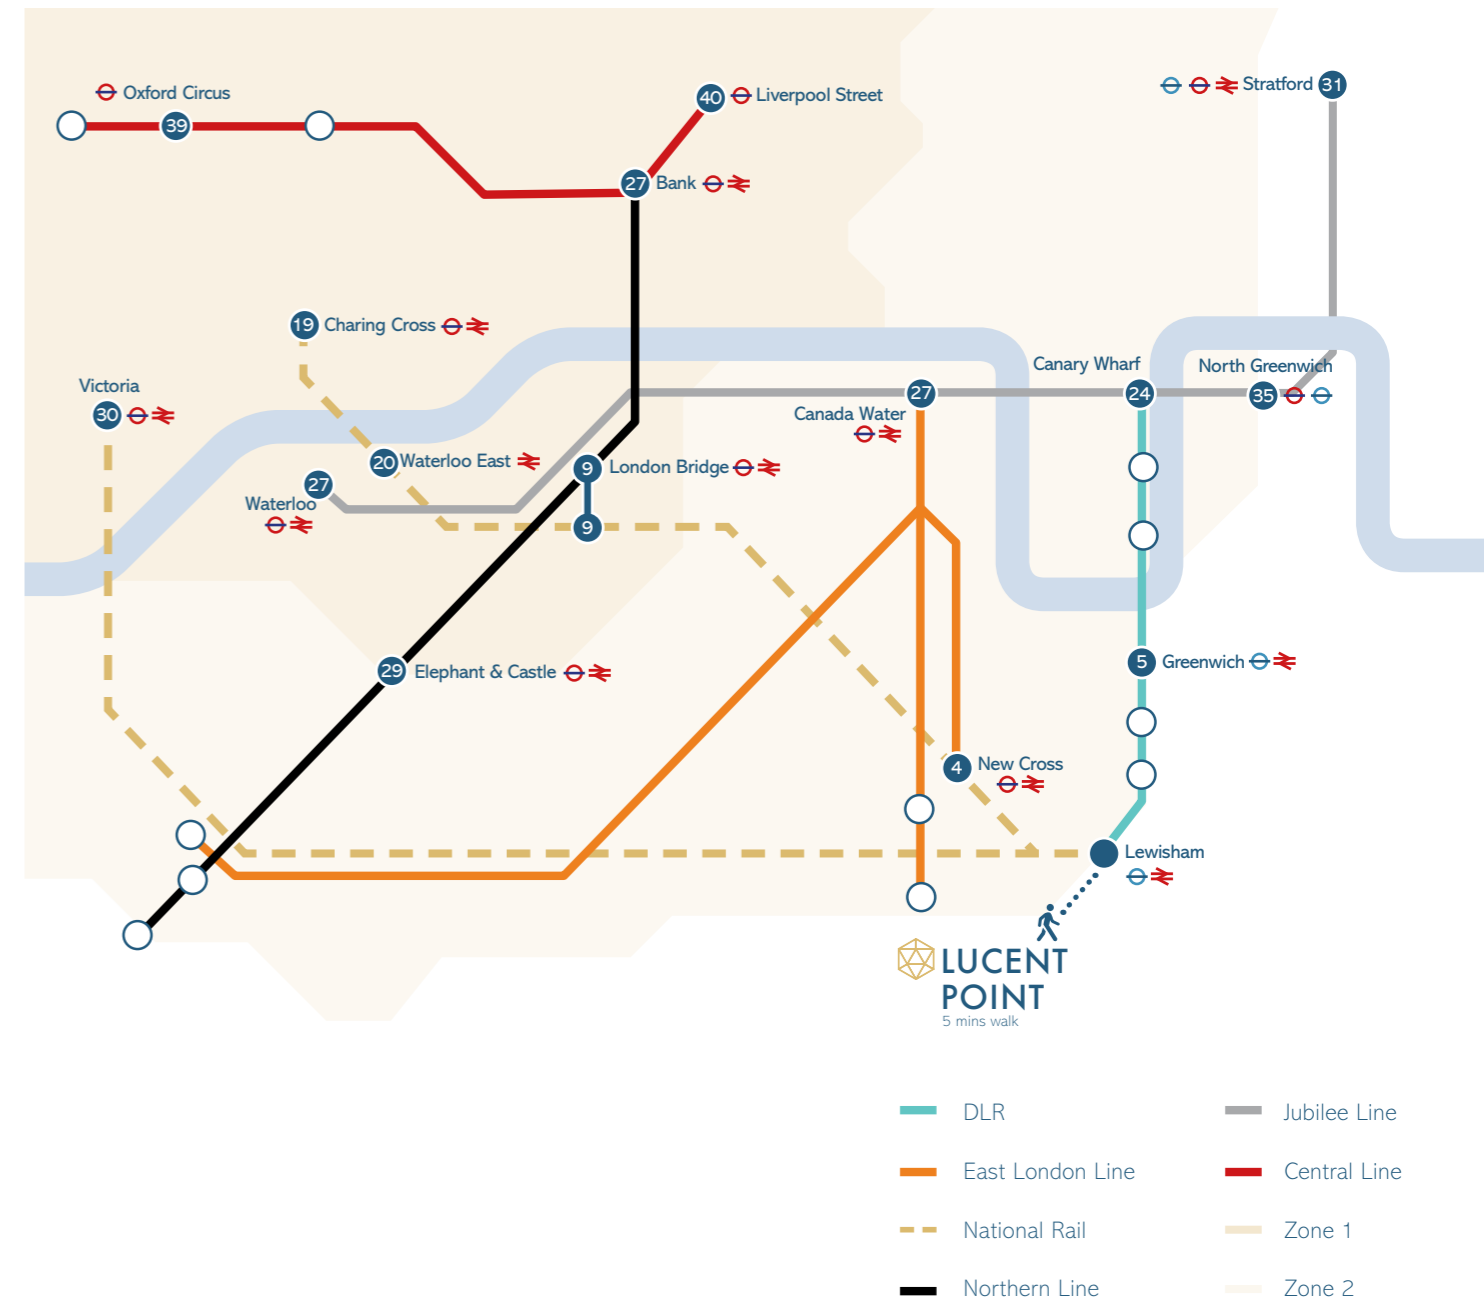 Oxford Circus
39
40
Liverpool Street
Stratford
31
27
Bank
19
Charing Cross
Victoria
30
Canary Wharf
North Greenwich
27
24
35
Canada Water
20
Waterloo East
9
London Bridge
27
Waterloo
9
29
Elephant & Castle
5
Greenwich
4
New Cross
Lewisham
LUCENT
POINT
5 mins walk
DLR
Jubilee Line
East London Line
Central Line
National Rail
Zone 1
Northern Line
Zone 2